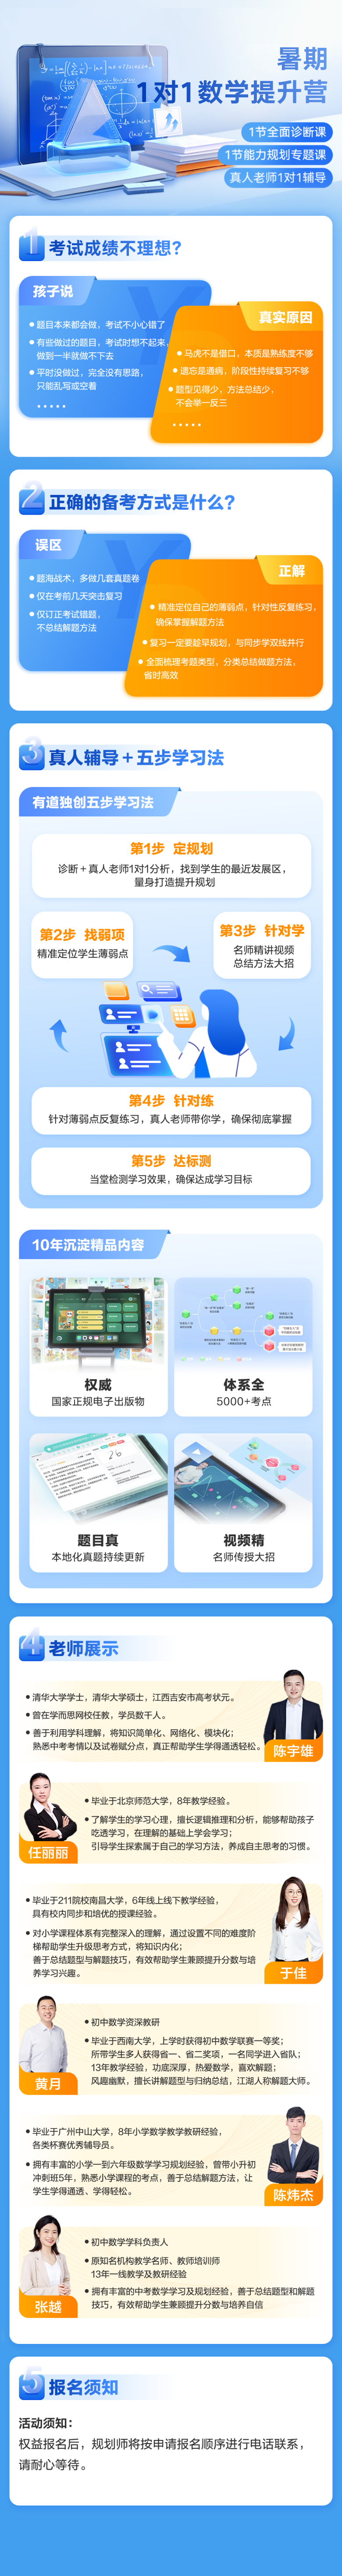 暑期
1对1数学提升营
1节全面诊断课
1节能力规划专题课
真人老师1对1辅导
1 考试成绩不理想？
孩子说
题目本来都会做，考试不小心错了
有些做过的题目，考试时想不起来，
做到一半就做不下去
平时没做过，完全没有思路，
只能乱写或空着
• • • • •
真实原因
马虎不是借口，本质是熟练度不够
遗忘是通病，阶段性持续复习不够
题型见得少，方法总结少，
不会举一反三
• • • • •
2 正确的备考方式是什么？
误区
题海战术，多做几套真题卷
仅在考前几天突击复习
仅订正考试错题，
不总结解题方法
正解
精准定位自己的薄弱点，针对性反复练习，
确保掌握解题方法
复习一定要趁早规划，与同步学双线并行
全面梳理考题类型，分类总结做题方法，
省时高效
3 真人辅导＋五步学习法
有道独创五步学习法
第1步 定规划
诊断＋真人老师1对1分析，找到学生的最近发展区，
量身打造提升规划
第2步 找弱项
精准定位学生薄弱点
第3步 针对学
名师精讲视频
总结方法大招
第4步 针对练
针对薄弱点反复练习，真人老师带你学，确保彻底掌握
第5步 达标测
当堂检测学习效果，确保达成学习目标
10年沉淀精品内容
权威
国家正规电子出版物
体系全
5000+考点
题目真
本地化真题持续更新
视频精
名师传授大招
4 老师展示
清华大学学士，清华大学硕士，江西吉安市高考状元。
曾在学而思网校任教，学员数千人。
善于利用学科理解，将知识简单化、网络化、模块化；
熟悉中考考情以及试卷赋分点，真正帮助学生学得通透轻松。
陈宇雄
毕业于北京师范大学，8年教学经验。
了解学生的学习心理，擅长逻辑推理和分析，能够帮助孩子
吃透学习，在理解的基础上学会学习；
引导学生探索属于自己的学习方法，养成自主思考的习惯。
任丽丽
毕业于211院校南昌大学，6年线上线下教学经验，
具有校内同步和培优的授课经验。
对小学课程体系有完整深入的理解，通过设置不同的难度阶
梯帮助学生升级思考方式，将知识内化；
善于总结题型与解题技巧，有效帮助学生兼顾提升分数与培
养学习兴趣。
于佳
初中数学资深教研
毕业于西南大学，上学时获得初中数学联赛一等奖；
所带学生多人获得省一、省二奖项，一名同学进入省队；
13年教学经验，功底深厚，热爱数学，喜欢解题；
风趣幽默，擅长讲解题型与归纳总结，江湖人称解题大师。
黄月
毕业于广州中山大学，8年小学数学教学教研经验，
各类杯赛优秀辅导员。
拥有丰富的小学一到六年级数学学习规划经验，曾带小升初
冲刺班5年，熟悉小学课程的考点，善于总结解题方法，让
学生学得通透、学得轻松。
陈炜杰
初中数学学科负责人
原知名机构教学名师、教师培训师
13年一线教学及教研经验
拥有丰富的中考数学学习及规划经验，善于总结题型和解题
技巧，有效帮助学生兼顾提升分数与培养自信
张越
5 报名须知
活动须知：
权益报名后，规划师将按申请报名顺序进行电话联系，
请耐心等待。